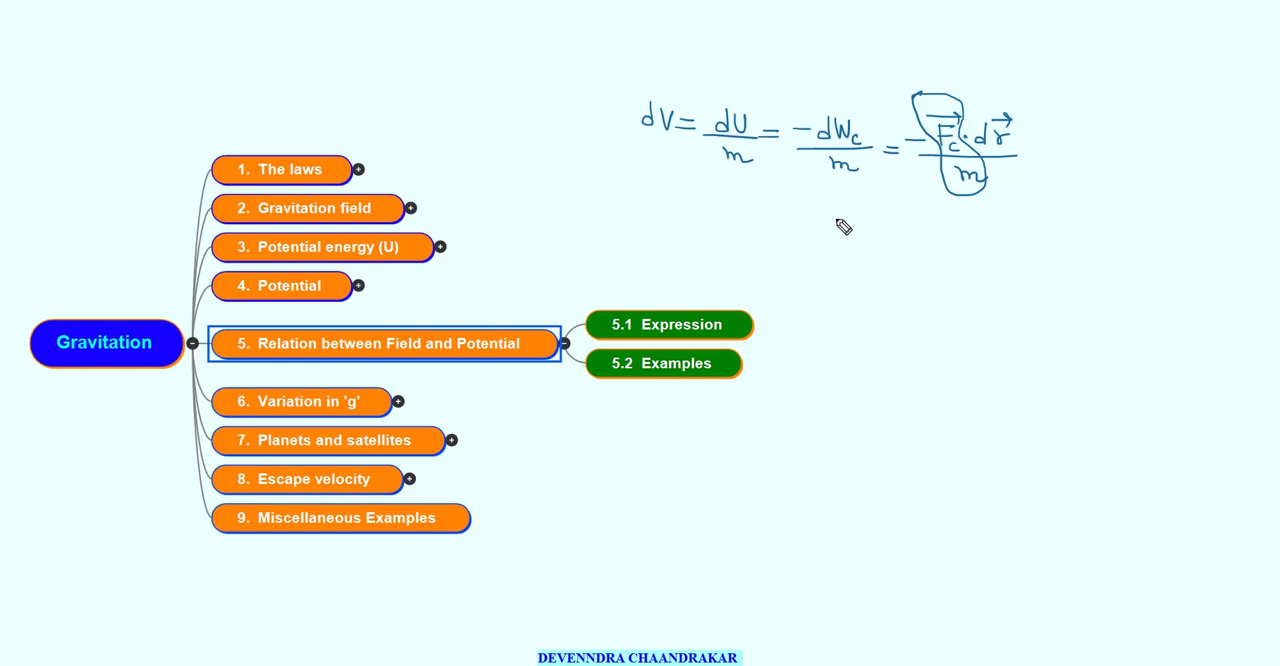 dV = dU/m = -dWc/m = -F⃗c · dr⃗/m
1. The laws
2. Gravitation field
3. Potential energy (U)
4. Potential
Gravitation
5. Relation between Field and Potential
5.1 Expression
5.2 Examples
6. Variation in 'g'
7. Planets and satellites
8. Escape velocity
9. Miscellaneous Examples
DEVENNDRA CHAANDRAKAR